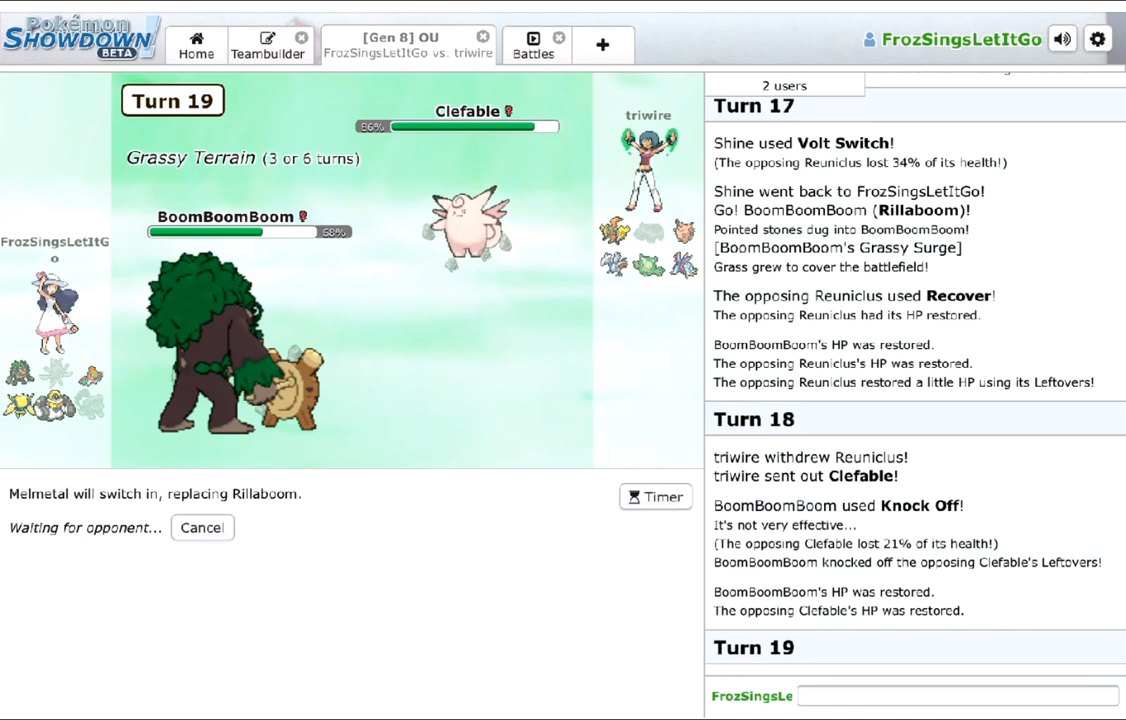 Pokémon
SHOWDOWN!
BETA
Home
Teambuilder
[Gen 8] OU
FrozSingsLetItGo vs. triwire
Battles
+
FrozSingsLetItGo
2 users
Turn 19
Clefable
86%
Grassy Terrain (3 or 6 turns)
BoomBoomBoom
68%
FrozSingsLetItG
o
triwire
Melmetal will switch in, replacing Rillaboom.
Timer
Waiting for opponent...
Cancel
Turn 17
Shine used Volt Switch!
(The opposing Reuniclus lost 34% of its health!)
Shine went back to FrozSingsLetItGo!
Go! BoomBoomBoom (Rillaboom)!
Pointed stones dug into BoomBoomBoom!
[BoomBoomBoom's Grassy Surge]
Grass grew to cover the battlefield!
The opposing Reuniclus used Recover!
The opposing Reuniclus had its HP restored.
BoomBoomBoom's HP was restored.
The opposing Reuniclus's HP was restored.
The opposing Reuniclus restored a little HP using its Leftovers!
Turn 18
triwire withdrew Reuniclus!
triwire sent out Clefable!
BoomBoomBoom used Knock Off!
It's not very effective...
(The opposing Clefable lost 21% of its health!)
BoomBoomBoom knocked off the opposing Clefable's Leftovers!
BoomBoomBoom's HP was restored.
The opposing Clefable's HP was restored.
Turn 19
FrozSingsLe